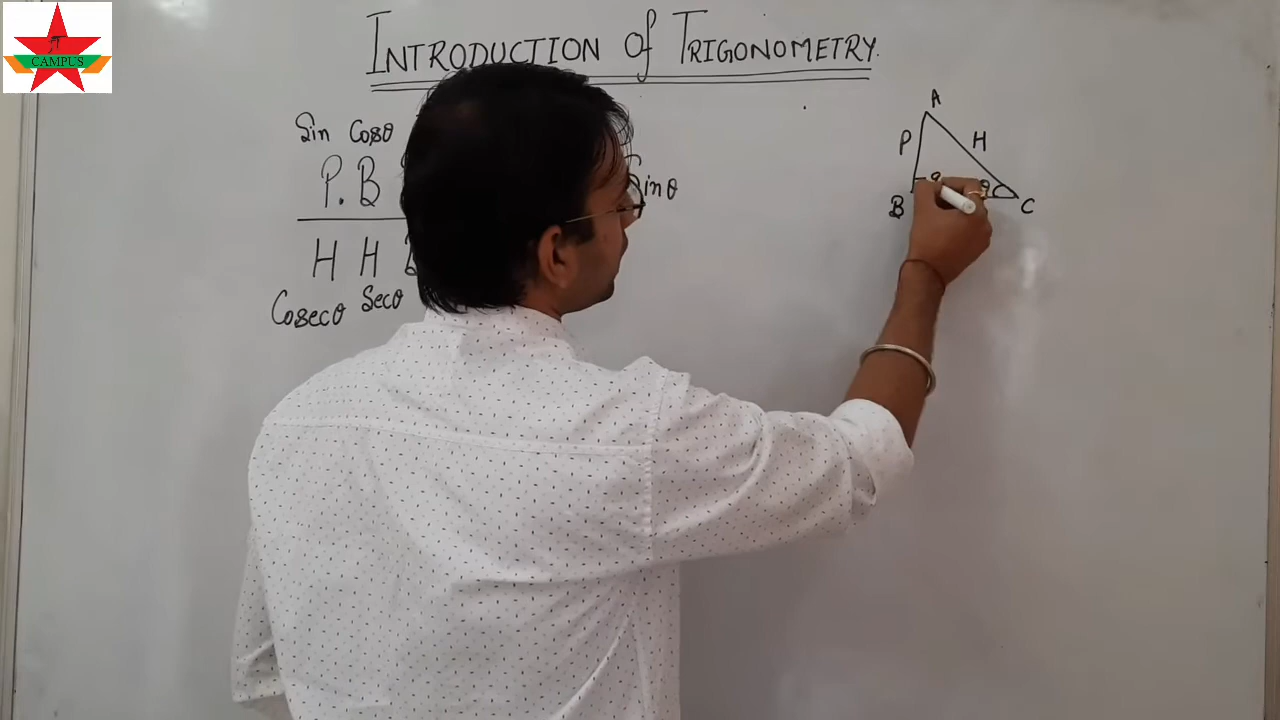 CAMPUS
INTRODUCTION of TRIGONOMETRY.
Sin Cosθ
P. B
Sinθ
H H
Cosecθ Secθ
A
P H
θ
B C